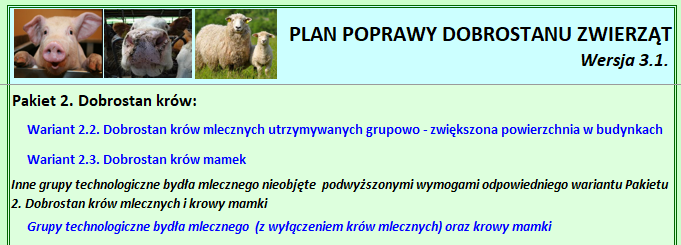 PLAN POPRAWY DOBROSTANU ZWIERZĄT
Wersja 3.1.
Pakiet 2. Dobrostan krów:
Wariant 2.2. Dobrostan krów mlecznych utrzymywanych grupowo - zwiększona powierzchnia w budynkach
Wariant 2.3. Dobrostan krów mamek
Inne grupy technologiczne bydła mlecznego nieobjęte podwyższonymi wymogami odpowiedniego wariantu Pakietu
2. Dobrostan krów mlecznych i krowy mamki
Grupy technologiczne bydła mlecznego (z wyłączeniem krów mlecznych) oraz krowy mamki